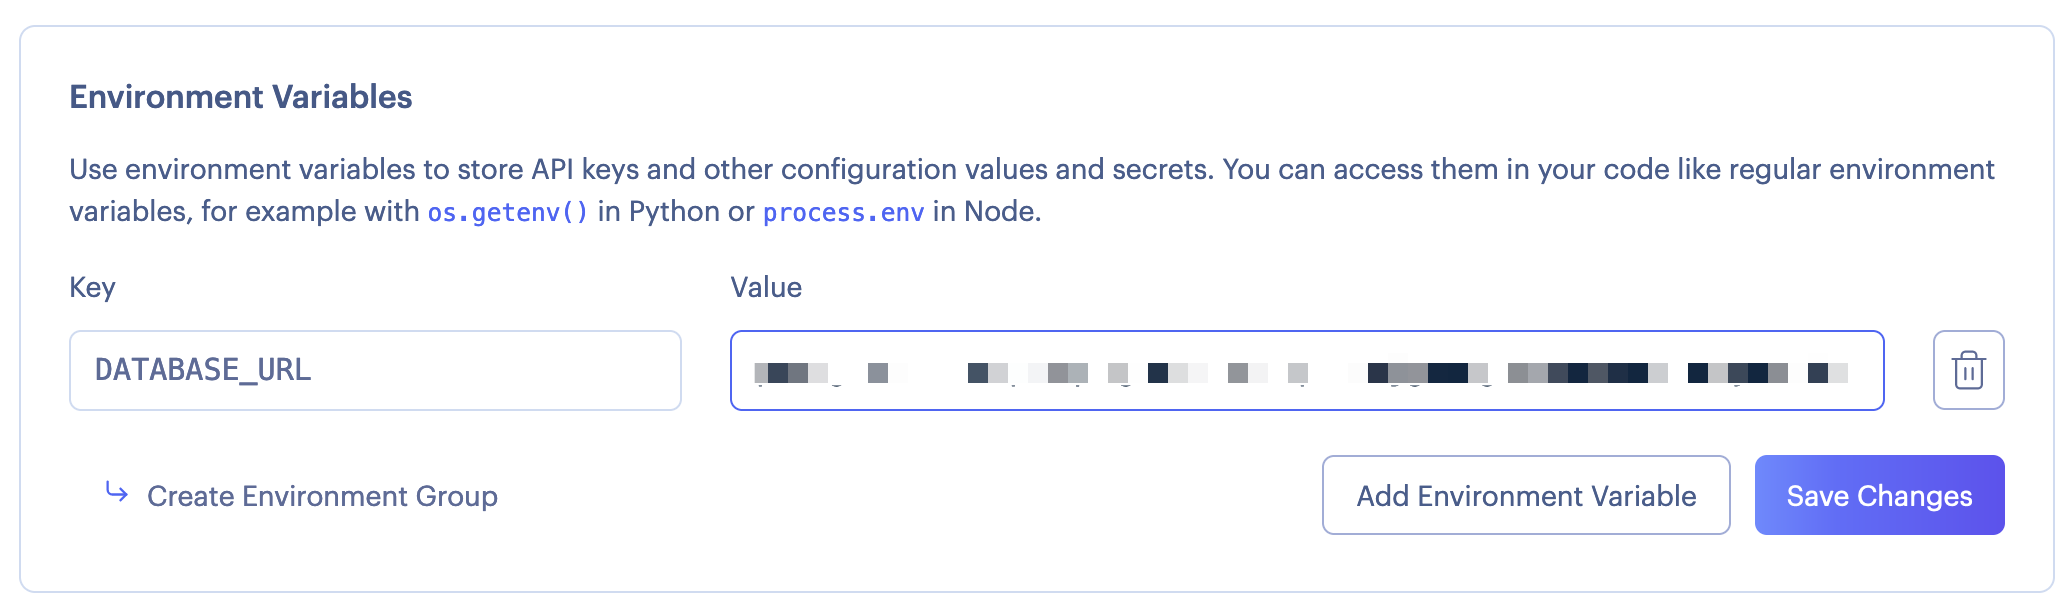 Environment Variables
Use environment variables to store API keys and other configuration values and secrets. You can access them in your code like regular environment
variables, for example with os.getenv() in Python or process.env in Node.
Key
Value
DATABASE_URL
Create Environment Group
Add Environment Variable
Save Changes